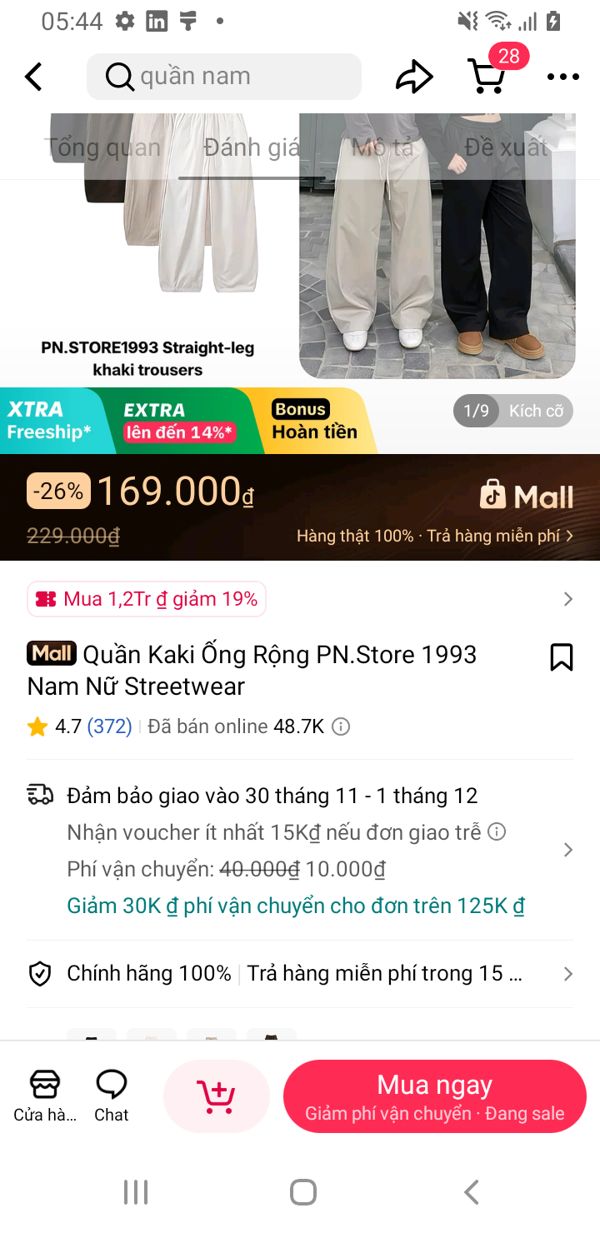 05:44
28
quần nam
Tổng quan
Đánh giá
Mô tả
Đề xuất
PN.STORE1993 Straight-leg
khaki trousers
XTRA
Freeship*
EXTRA
lên đến 14%*
Bonus
Hoàn tiền
1/9 Kích cỡ
-26% 169.000đ
Mall
229.000đ
Hàng thật 100% · Trả hàng miễn phí
Mua 1,2Tr ₫ giảm 19%
Mall Quần Kaki Ống Rộng PN.Store 1993
Nam Nữ Streetwear
4.7 (372) Đã bán online 48.7K
Đảm bảo giao vào 30 tháng 11 - 1 tháng 12
Nhận voucher ít nhất 15K₫ nếu đơn giao trễ
Phí vận chuyển: 40.000₫ 10.000₫
Giảm 30K ₫ phí vận chuyển cho đơn trên 125K ₫
Chính hãng 100% Trả hàng miễn phí trong 15 ...
Cửa hà...
Chat
Mua ngay
Giảm phí vận chuyển · Đang sale